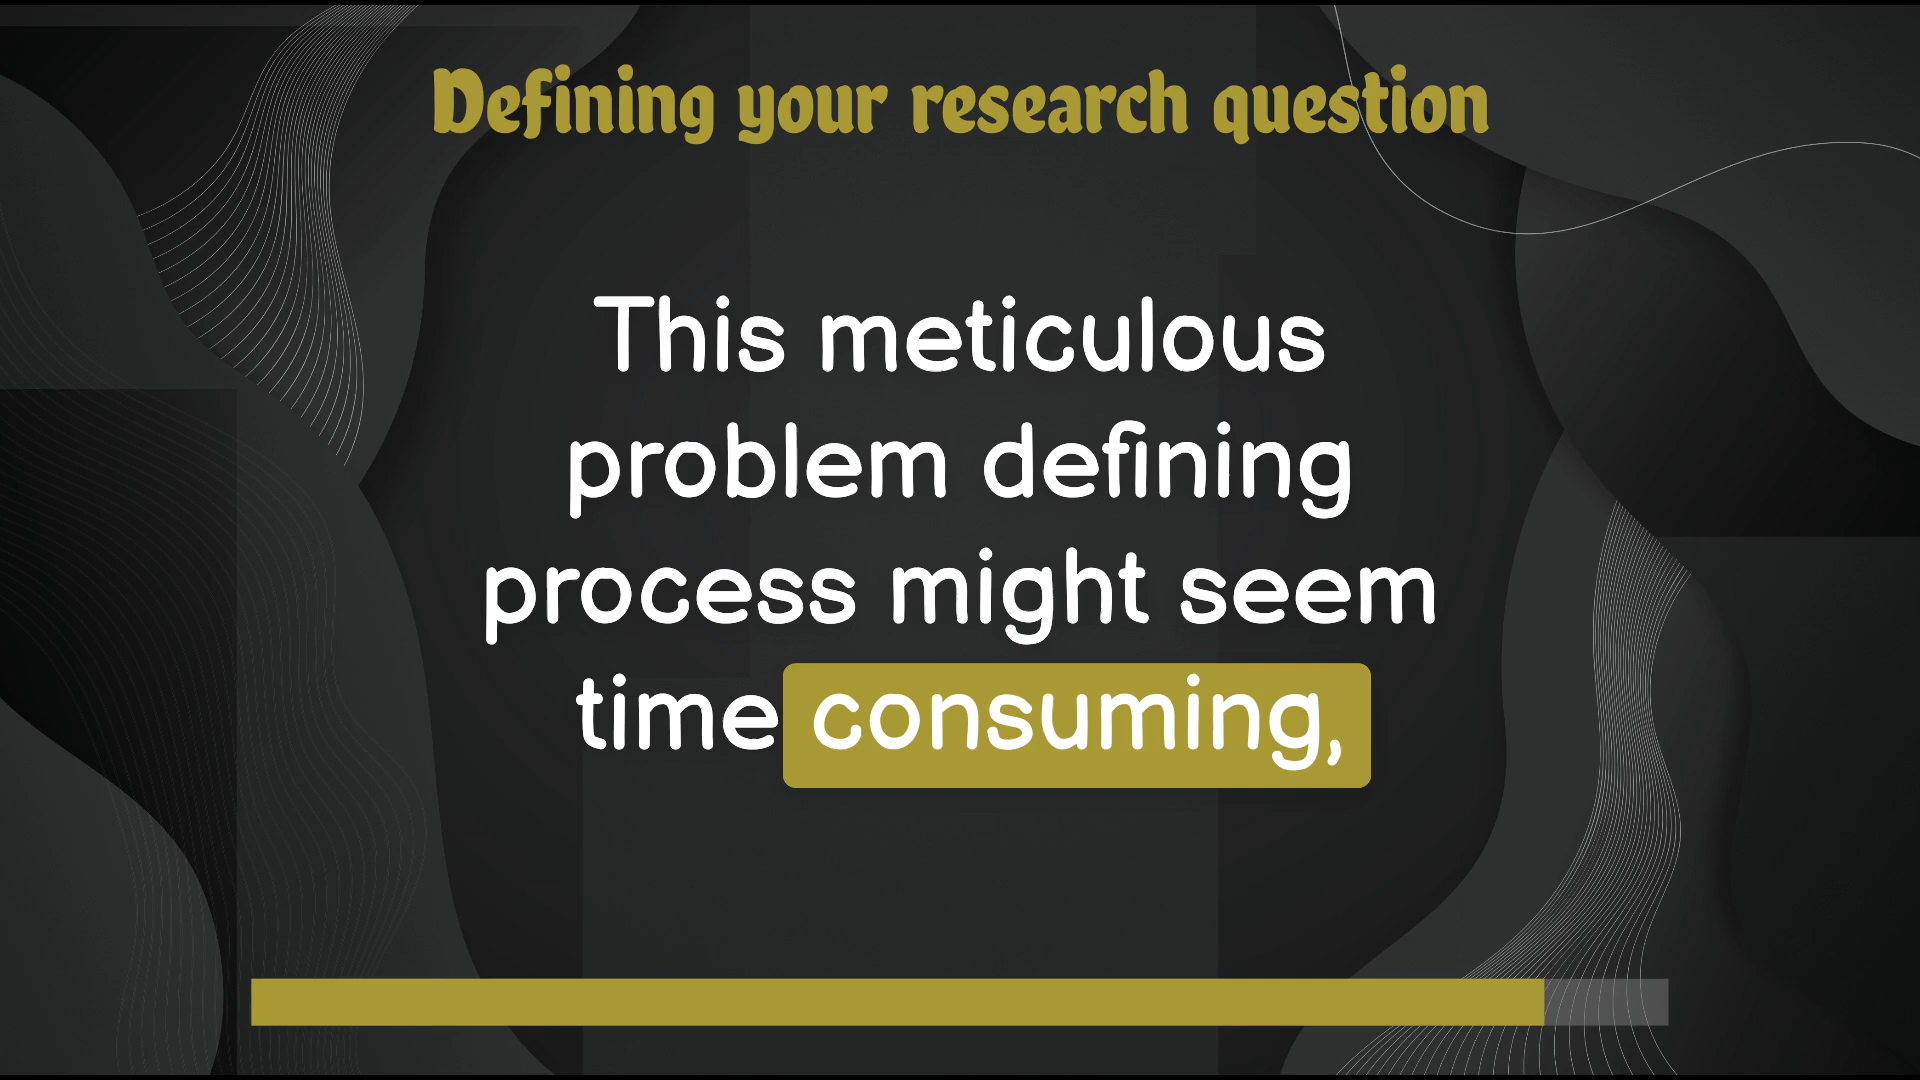 Defining your research question
This meticulous
problem defining
process might seem
time consuming,